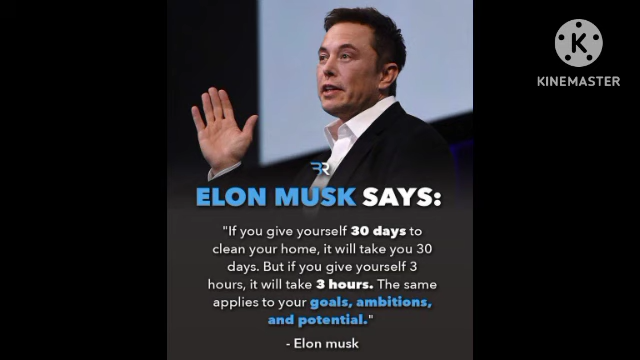 KINEMASTER
ELON MUSK SAYS:
"If you give yourself 30 days to
clean your home, it will take you 30
days. But if you give yourself 3
hours, it will take 3 hours. The same
applies to your goals, ambitions,
and potential."
- Elon musk